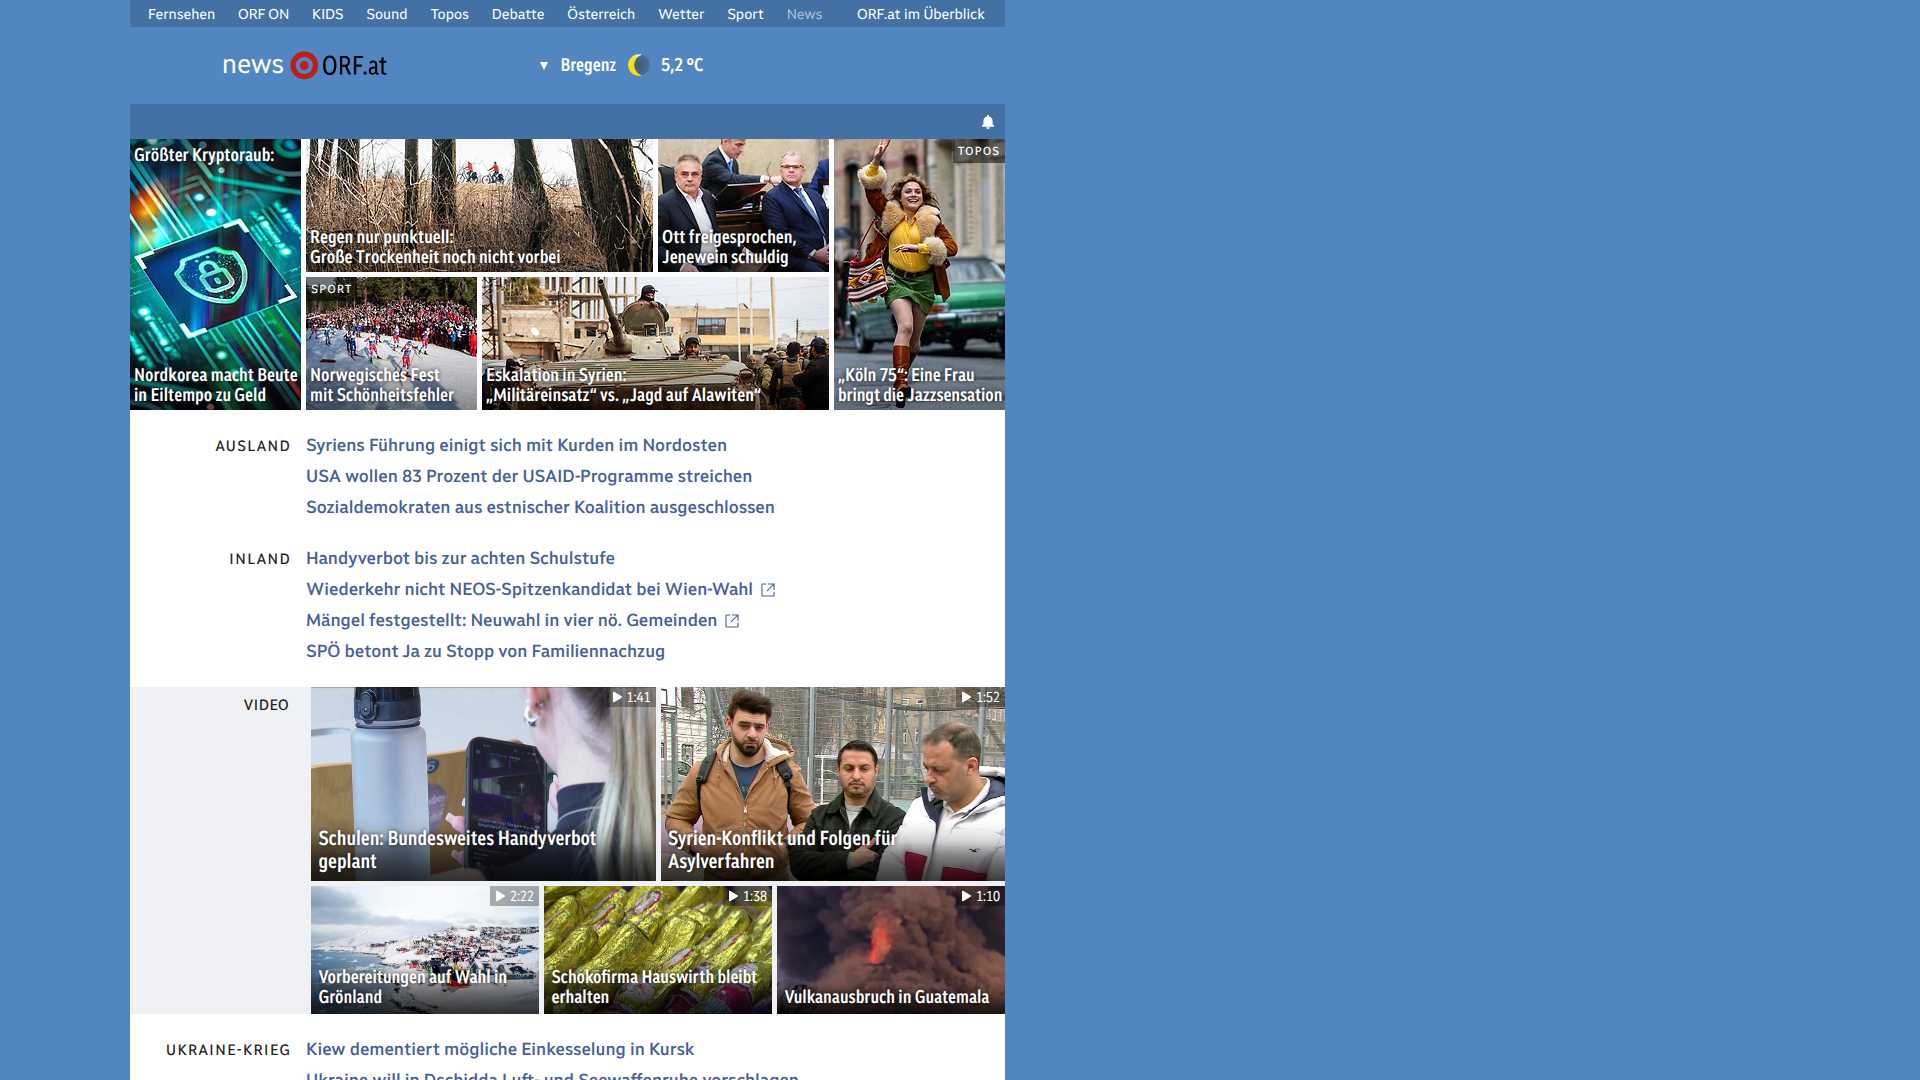 Fernsehen ORF ON KIDS Sound Topos Debatte Österreich Wetter Sport News ORF.at im Überblick
news ORF.at
Bregenz 5,2 °C
Größter Kryptoraub:
Nordkorea macht Beute
in Eiltempo zu Geld
Regen nur punktuell:
Große Trockenheit noch nicht vorbei
Ott freigesprochen,
Jenewein schuldig
TOPOS
„Köln 75“: Eine Frau
bringt die Jazzsensation
SPORT
Norwegisches Fest
mit Schönheitsfehler
Eskalation in Syrien:
„Militäreinsatz“ vs. „Jagd auf Alawiten“
AUSLAND
Syriens Führung einigt sich mit Kurden im Nordosten
USA wollen 83 Prozent der USAID-Programme streichen
Sozialdemokraten aus estnischer Koalition ausgeschlossen
INLAND
Handyverbot bis zur achten Schulstufe
Wiederkehr nicht NEOS-Spitzenkandidat bei Wien-Wahl
Mängel festgestellt: Neuwahl in vier nö. Gemeinden
SPÖ betont Ja zu Stopp von Familiennachzug
VIDEO
1:41
Schulen: Bundesweites Handyverbot
geplant
1:52
Syrien-Konflikt und Folgen für
Asylverfahren
2:22
Vorbereitungen auf Wahl in
Grönland
1:38
Schokofirma Hauswirth bleibt
erhalten
1:10
Vulkanausbruch in Guatemala
UKRAINE-KRIEG
Kiew dementiert mögliche Einkesselung in Kursk
Ukraine will in Dschidda Luft- und Seewaffenruhe vorschlagen